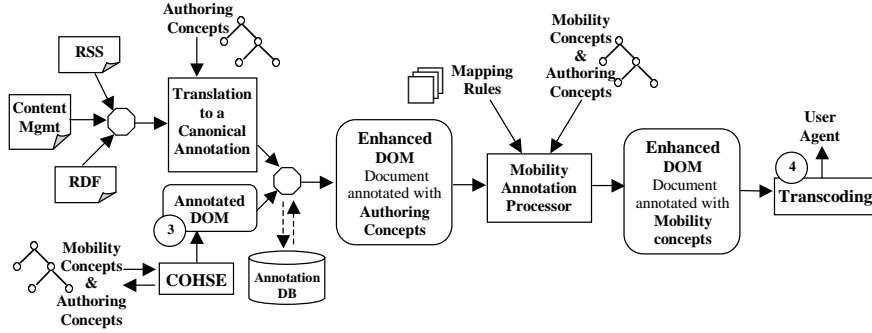 Authoring
Concepts
RSS
Content
Mgmt
RDF
Translation
to a
Canonical
Annotation
Annotated
DOM
3
Mobility
Concepts
&
Authoring
Concepts
COHSE
Annotation
DB
Enhanced
DOM
Document
annotated with
Authoring
Concepts
Mapping
Rules
Mobility
Concepts
&
Authoring
Concepts
Mobility
Annotation
Processor
Enhanced
DOM
Document
annotated with
Mobility
concepts
User
Agent
4
Transcoding